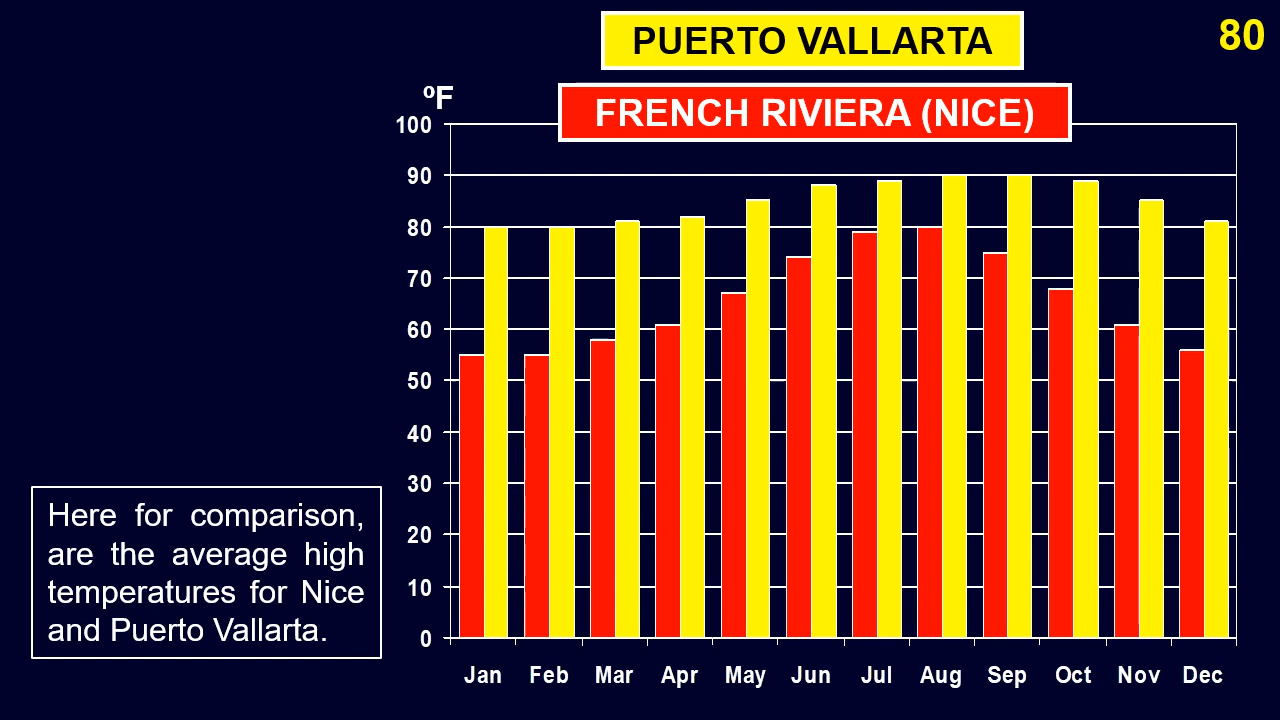 PUERTO VALLARTA
80
ºF
FRENCH RIVIERA (NICE)
100
90
80
70
60
50
40
30
20
10
0
Jan Feb Mar Apr May Jun Jul Aug Sep Oct Nov Dec
Here for comparison,
are the average high
temperatures for Nice
and Puerto Vallarta.